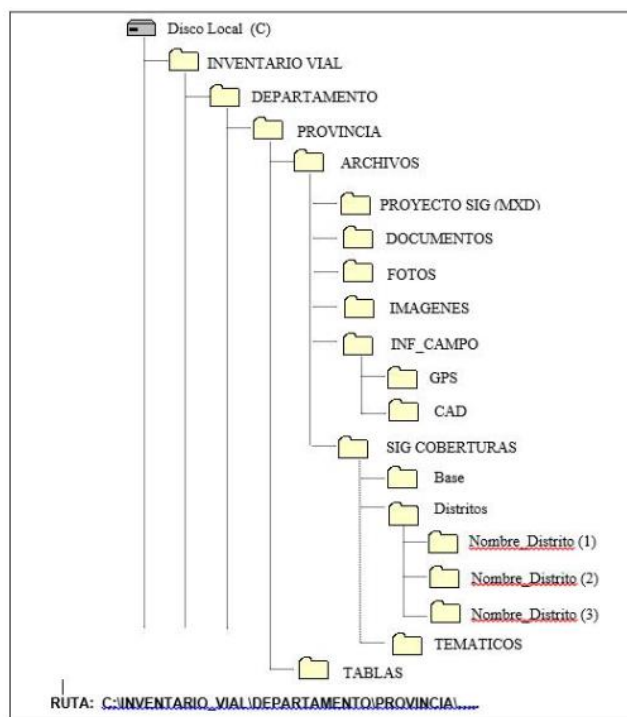 Disco Local (C)
INVENTARIO VIAL
DEPARTAMENTO
PROVINCIA
ARCHIVOS
PROYECTO SIG (MXD)
DOCUMENTOS
FOTOS
IMAGENES
INF_CAMPO
GPS
CAD
SIG COBERTURAS
Base
Distritos
Nombre_Distrito (1)
Nombre_Distrito (2)
Nombre_Distrito (3)
TEMATICOS
TABLAS
RUTA: C:\INVENTARIO_VIAL\DEPARTAMENTO\PROVINCIA\.....